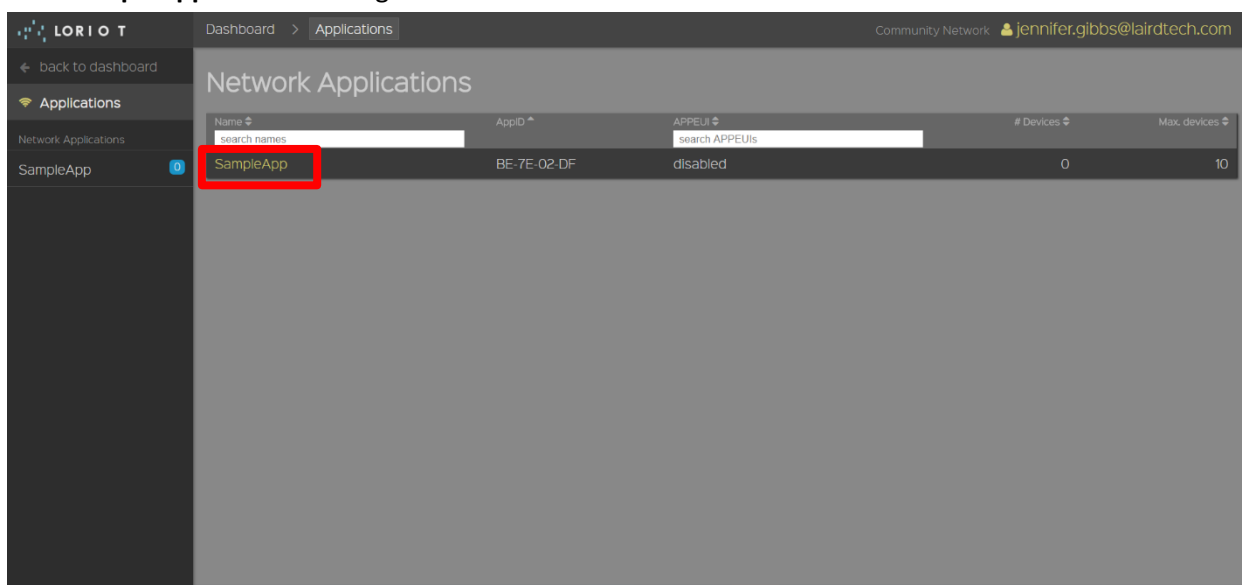 LORIOT
Dashboard > Applications
Community Network jennifer.gibbs@lairdtech.com
← back to dashboard
Applications
Network Applications
SampleApp 0
Network Applications
Name AppID APPEUI # Devices Max. devices
search names search APPEUIs
SampleApp BE-7E-02-DF disabled 0 10